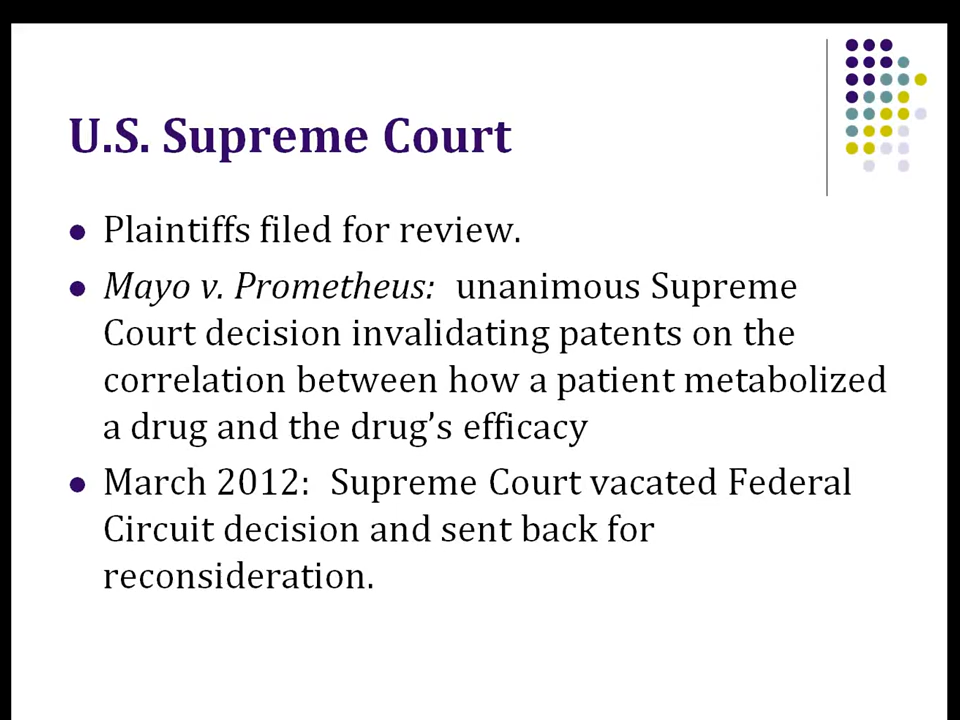 U.S. Supreme Court
Plaintiffs filed for review.
Mayo v. Prometheus: unanimous Supreme
Court decision invalidating patents on the
correlation between how a patient metabolized
a drug and the drug’s efficacy
March 2012: Supreme Court vacated Federal
Circuit decision and sent back for
reconsideration.